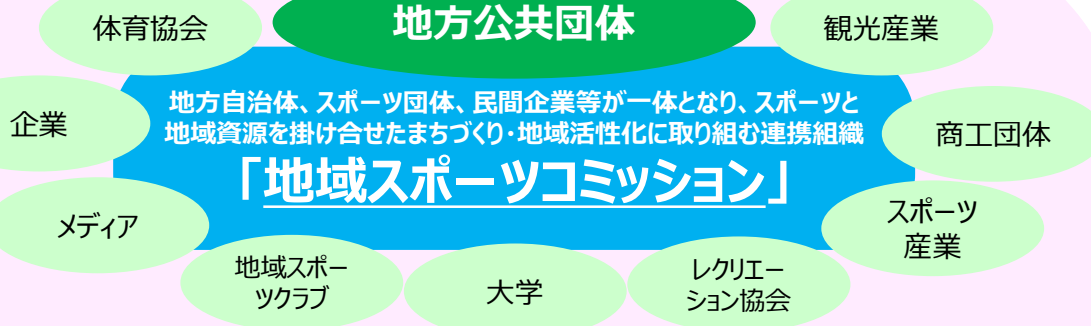 地方公共団体
体育協会
観光産業
地方自治体、スポーツ団体、民間企業等が一体となり、スポーツと
地域資源を掛け合せたまちづくり・地域活性化に取り組む連携組織
「地域スポーツコミッション」
企業
商工団体
メディア
スポーツ
産業
地域スポー
ツクラブ
大学
レクリエー
ション協会